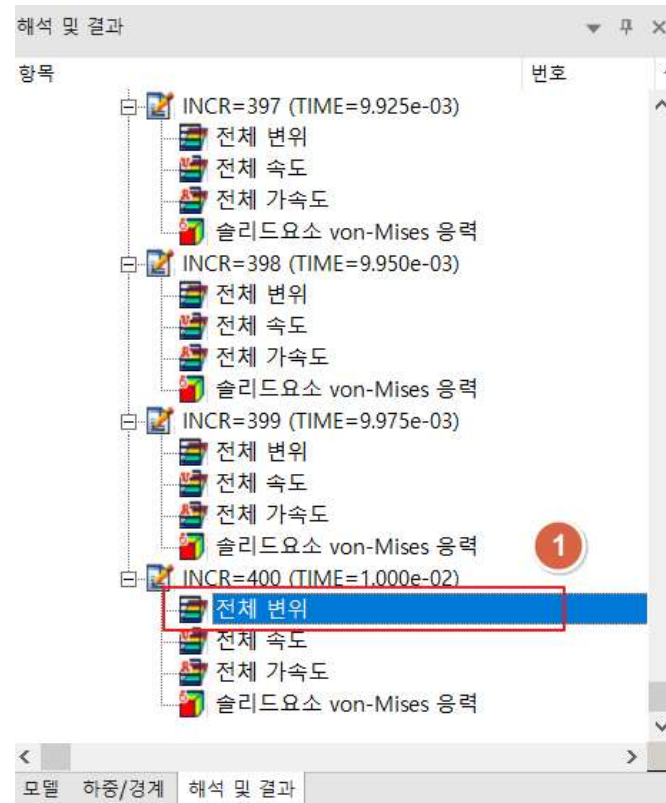 해석 및 결과
항목 번호
INCR=397 (TIME=9.925e-03)
전체 변위
전체 속도
전체 가속도
솔리드요소 von-Mises 응력
INCR=398 (TIME=9.950e-03)
전체 변위
전체 속도
전체 가속도
솔리드요소 von-Mises 응력
INCR=399 (TIME=9.975e-03)
전체 변위
전체 속도
전체 가속도
솔리드요소 von-Mises 응력
1
INCR=400 (TIME=1.000e-02)
전체 변위
전체 속도
전체 가속도
솔리드요소 von-Mises 응력
모델 하중/경계 해석 및 결과